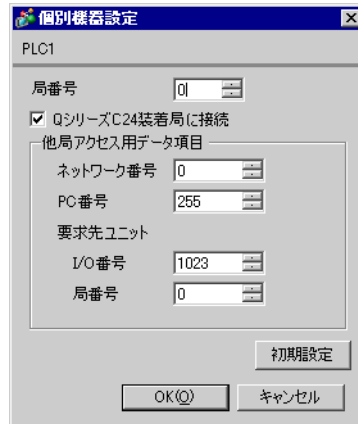 個別機器設定
PLC1
局番号 0
QシリーズC24装着局に接続
他局アクセス用データ項目
ネットワーク番号 0
PC番号 255
要求先ユニット
I/O番号 1023
局番号 0
初期設定
OK(O) キャンセル